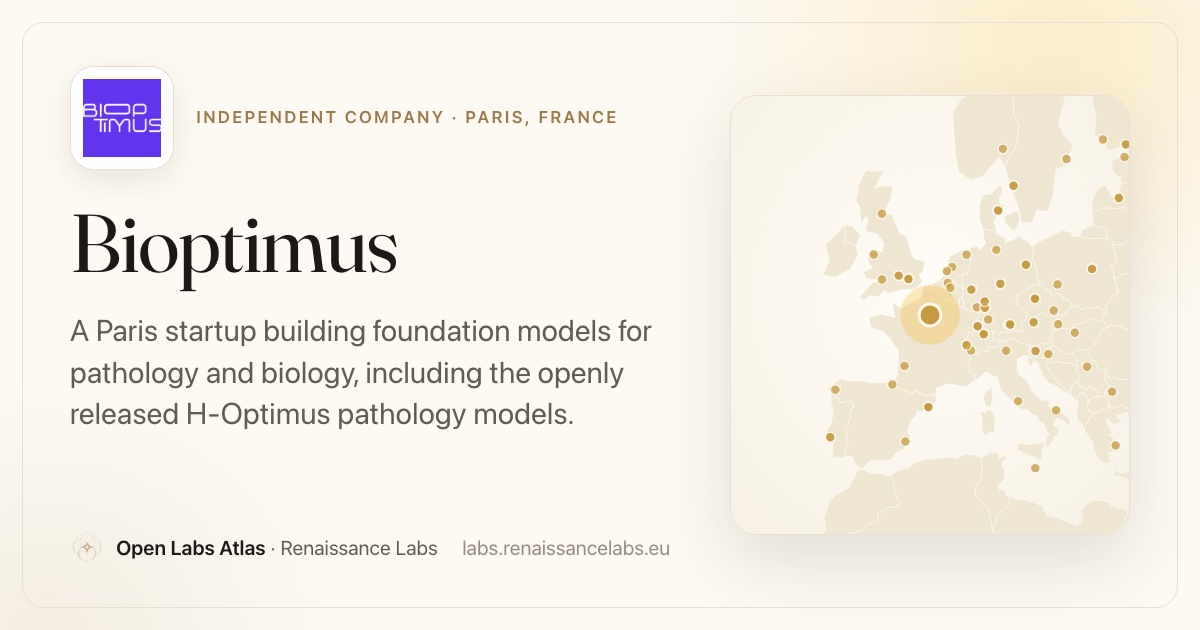 BIOP
TIMUS
INDEPENDENT COMPANY · PARIS, FRANCE
Bioptimus
A Paris startup building foundation models for
pathology and biology, including the openly
released H-Optimus pathology models.
Open Labs Atlas · Renaissance Labs labs.renaissancelabs.eu